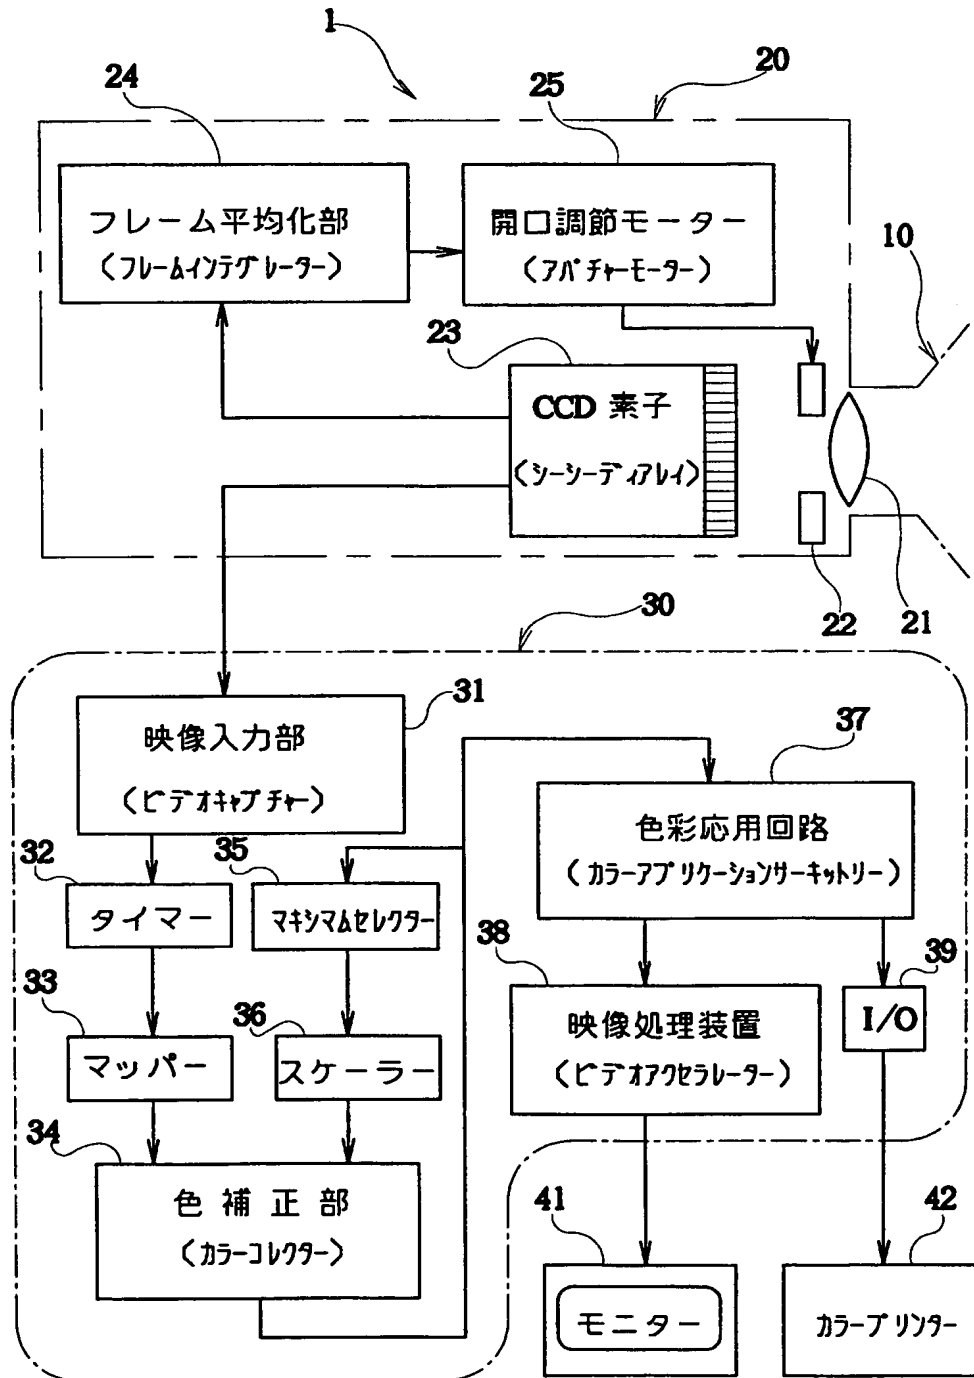 1
20
24
25
フレーム平均化部
(フレームインテグレーター)
開口調節モーター
(アパチャーモーター)
10
23
CCD 素子
(シーシーディアレイ)
22
21
30
31
映像入力部
(ビデオキャプチャー)
37
色彩応用回路
(カラーアプリケーションサーキットリー)
32
タイマー
35
マキシマムセレクター
38
映像処理装置
(ビデオアクセラレーター)
39
I/O
33
マッパー
36
スケーラー
34
色補正部
(カラーコレクター)
41
モニター
42
カラープリンター